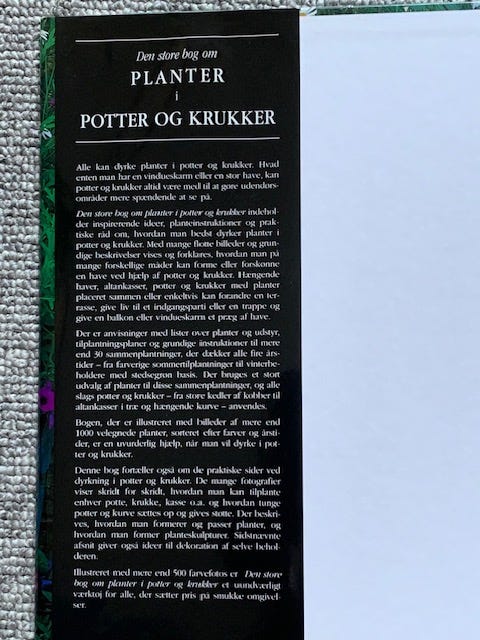 Den store bog om
PLANTER
i
POTTER OG KRUKKER
Alle kan dyrke planter i potter og krukker. Hvad
enten man har en vindueskarm eller en stor have, kan
potter og krukker altid være med til at gøre udendørs-
områder mere spændende at se på.
Den store bog om planter i potter og krukker indehol-
der inspirerende ideer, planteinstruktioner og prak-
tiske råd om, hvordan man bedst dyrker planter i
potter og krukker. Med mange flotte billeder og grun-
dige beskrivelser vises og forklares, hvordan man på
mange forskellige måder kan forme eller forskønne
en have ved hjælp af potter og krukker. Hængende
haver, altankasser, potter og krukker med planter
placeret sammen eller enkeltvis kan forandre en ter-
rasse, give liv til et indgangsparti eller en trappe og
give en balkon eller vindueskarm et præg af have.
Der er anvisninger med lister over planter og udstyr,
tilplantningsplaner og grundige instruktioner til mere
end 30 sammenplantninger, der dækker alle fire års-
tider – fra farverige sommertilplantninger til vinterbe-
holdere med stedsegrøn basis. Der bruges et stort
udvalg af planter til disse sammenplantninger, og alle
slags potter og krukker – fra store kedler af kobber til
altankasser i træ og hængende kurve – anvendes.
Bogen, der er illustreret med billeder af mere end
1000 velegnede planter, sorteret efter farver og årsti-
der, er en uvurderlig hjælp, når man vil dyrke i pot-
ter og krukker.
Denne bog fortæller også om de praktiske sider ved
dyrkning i potter og krukker. De mange fotografier
viser skridt for skridt, hvordan man kan tilplante
enhver potte, krukke, kasse o.a. og hvordan tunge
potter og kurve sættes op og gives støtte. Der beskri-
ves, hvordan man formerer og passer planter, og
hvordan man former planteskulpturer. Sidstnævnte
afsnit giver også ideer til dekoration af selve behol-
deren.
Illustreret med mere end 500 farvefotos er Den store
bog om planter i potter og krukker et uundværligt
værktøj for alle, der sætter pris på smukke omgivel-
ser.